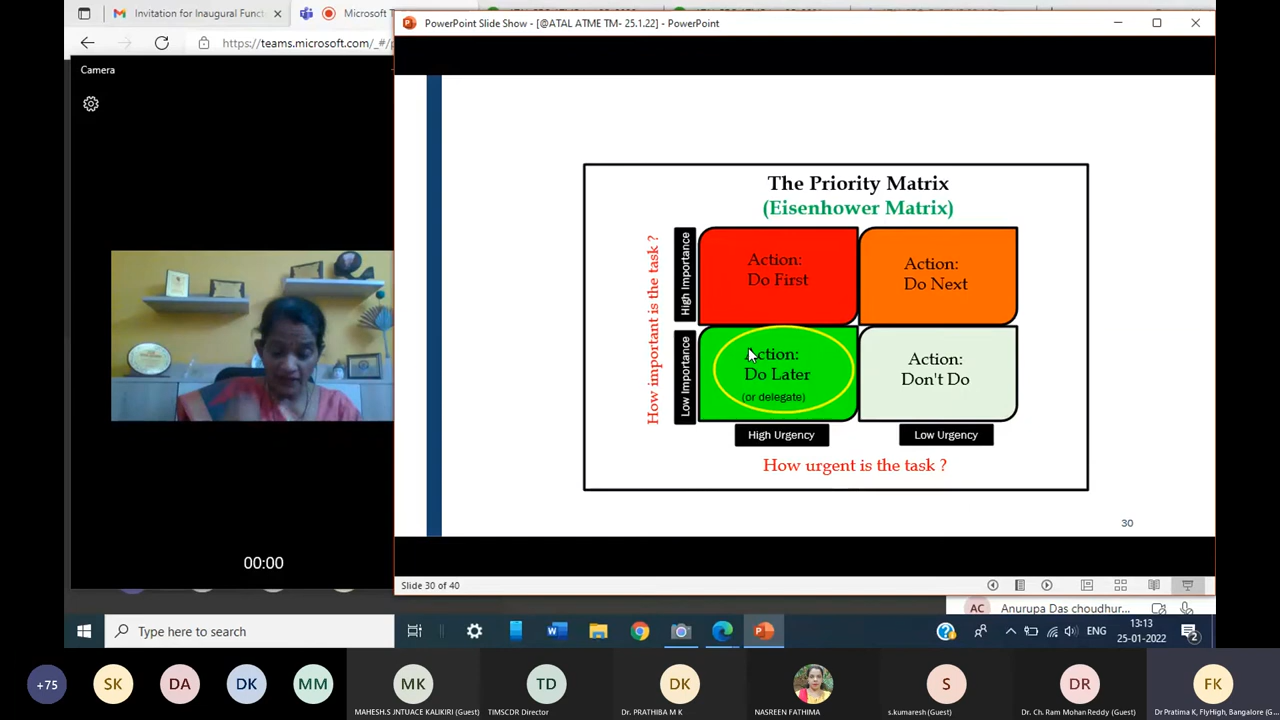 Invitation for Inaugural Funct
Microsoft T
PowerPoint Slide Show - [@ATAL ATME TM- 25.1.22] - PowerPoint
https://teams.microsoft.com/_#/
Camera
The Priority Matrix
(Eisenhower Matrix)
How important is the task ?
High Importance
Action:
Do First
Action:
Do Next
Low Importance
Action:
Do Later
(or delegate)
Action:
Don't Do
High Urgency
Low Urgency
How urgent is the task ?
30
00:00
Slide 30 of 40
AC
Anurupa Das choudhur...
Type here to search
ENG
13:13
25-01-2022
2
+75
SK
DA
DK
MM
MK
TD
DK
S
DR
FK
MAHESH.S JNTUACE KALIKIRI (Guest)
TIMSCDR Director
Dr. PRATHIBA M K
NASREEN FATHIMA
s.kumaresh (Guest)
Dr. Ch. Ram Mohan Reddy (Guest)
Dr Pratima K, FlyHigh, Bangalore (G...